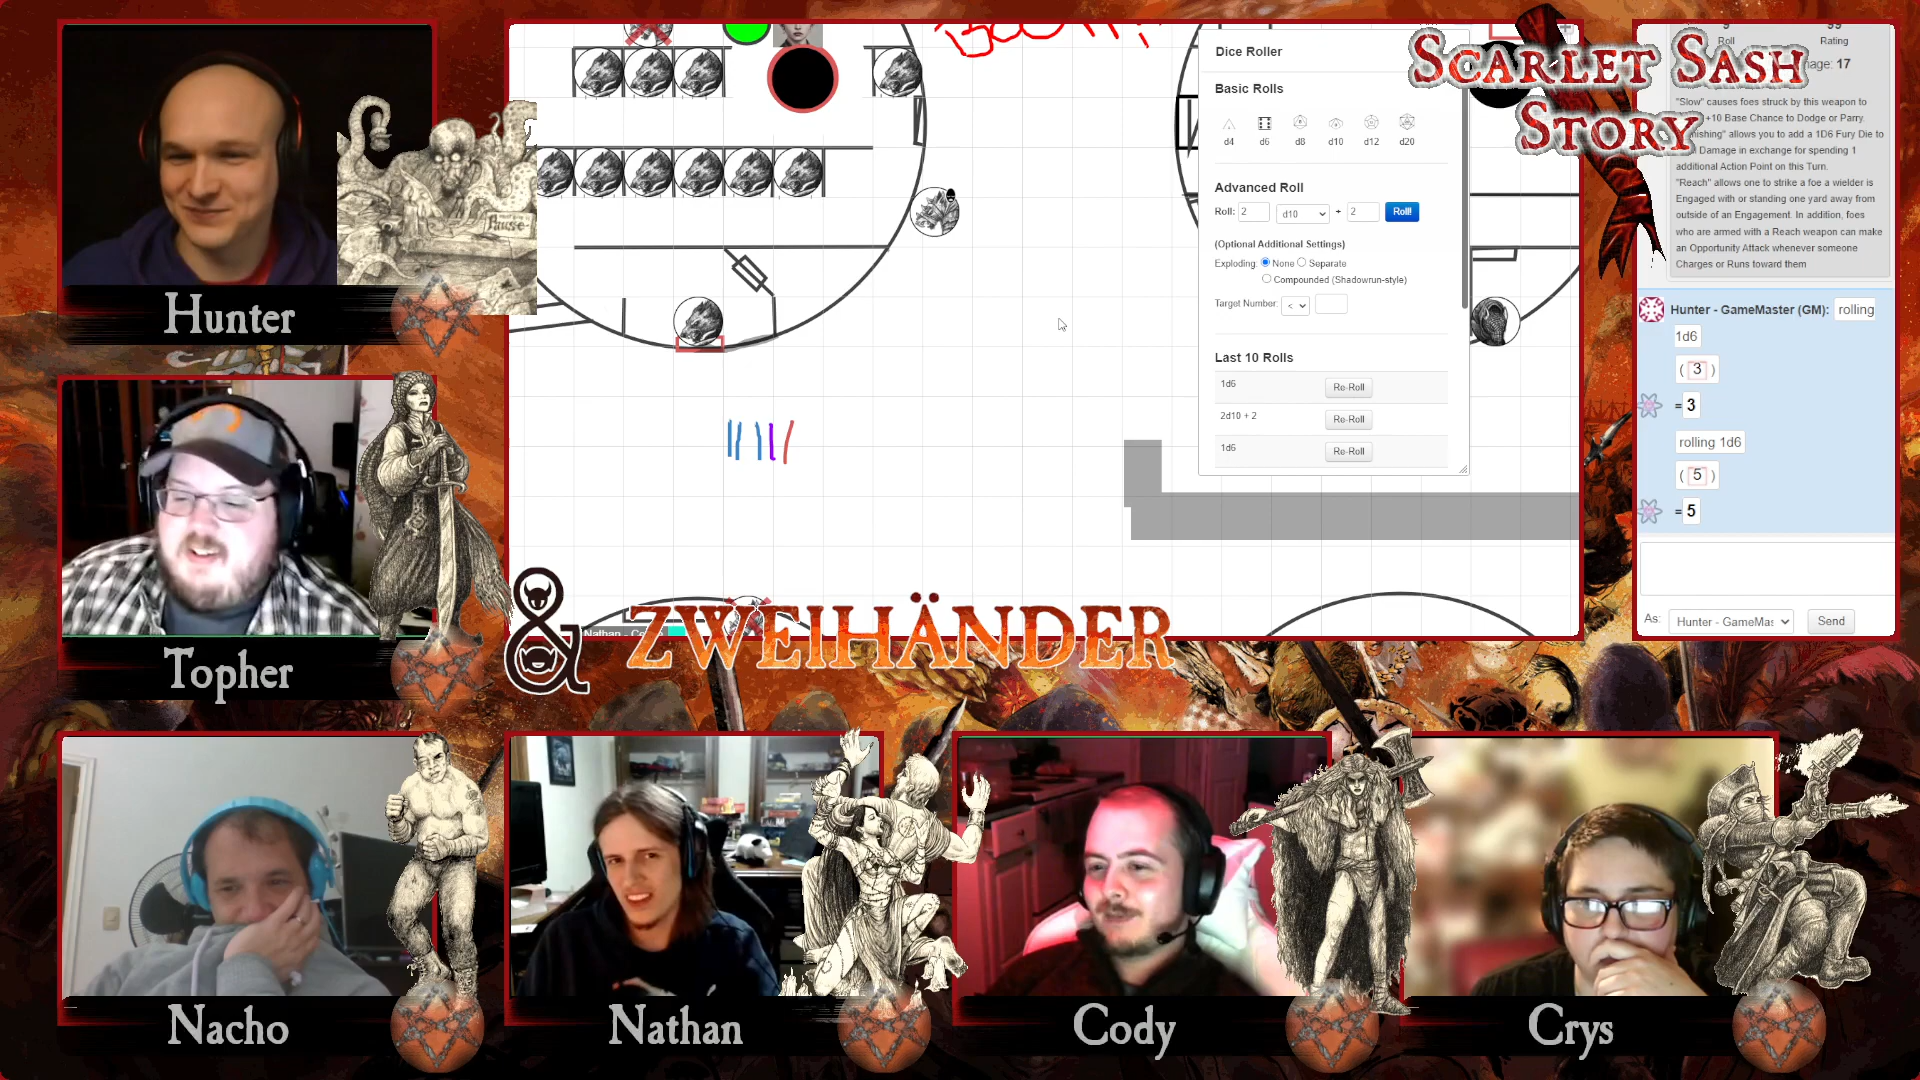 Hunter
Topher
Nacho
Nathan
Cody
Crys
Pause
BOOM!
SCARLET SASH
STORY
& ZWEIHÄNDER
Dice Roller
Basic Rolls
d4 d6 d8 d10 d12 d20
Advanced Roll
Roll: 2 d10 + 2 Roll!
(Optional Additional Settings)
Exploding: None Separate
Compounded (Shadowrun-style)
Target Number: <
Last 10 Rolls
1d6 Re-Roll
2d10 + 2 Re-Roll
1d6 Re-Roll
Roll Rating
17
"Slow" causes foes struck by this weapon to
+10 Base Chance to Dodge or Parry.
allows you to add a 1D6 Fury Die to
Damage in exchange for spending 1
additional Action Point on this Turn.
"Reach" allows one to strike a foe a wielder is
Engaged with or standing one yard away from
outside of an Engagement. In addition, foes
who are armed with a Reach weapon can make
an Opportunity Attack whenever someone
Charges or Runs toward them
Hunter - GameMaster (GM): rolling
1d6
( 3 )
= 3
rolling 1d6
( 5 )
= 5
As: Hunter - GameMas Send